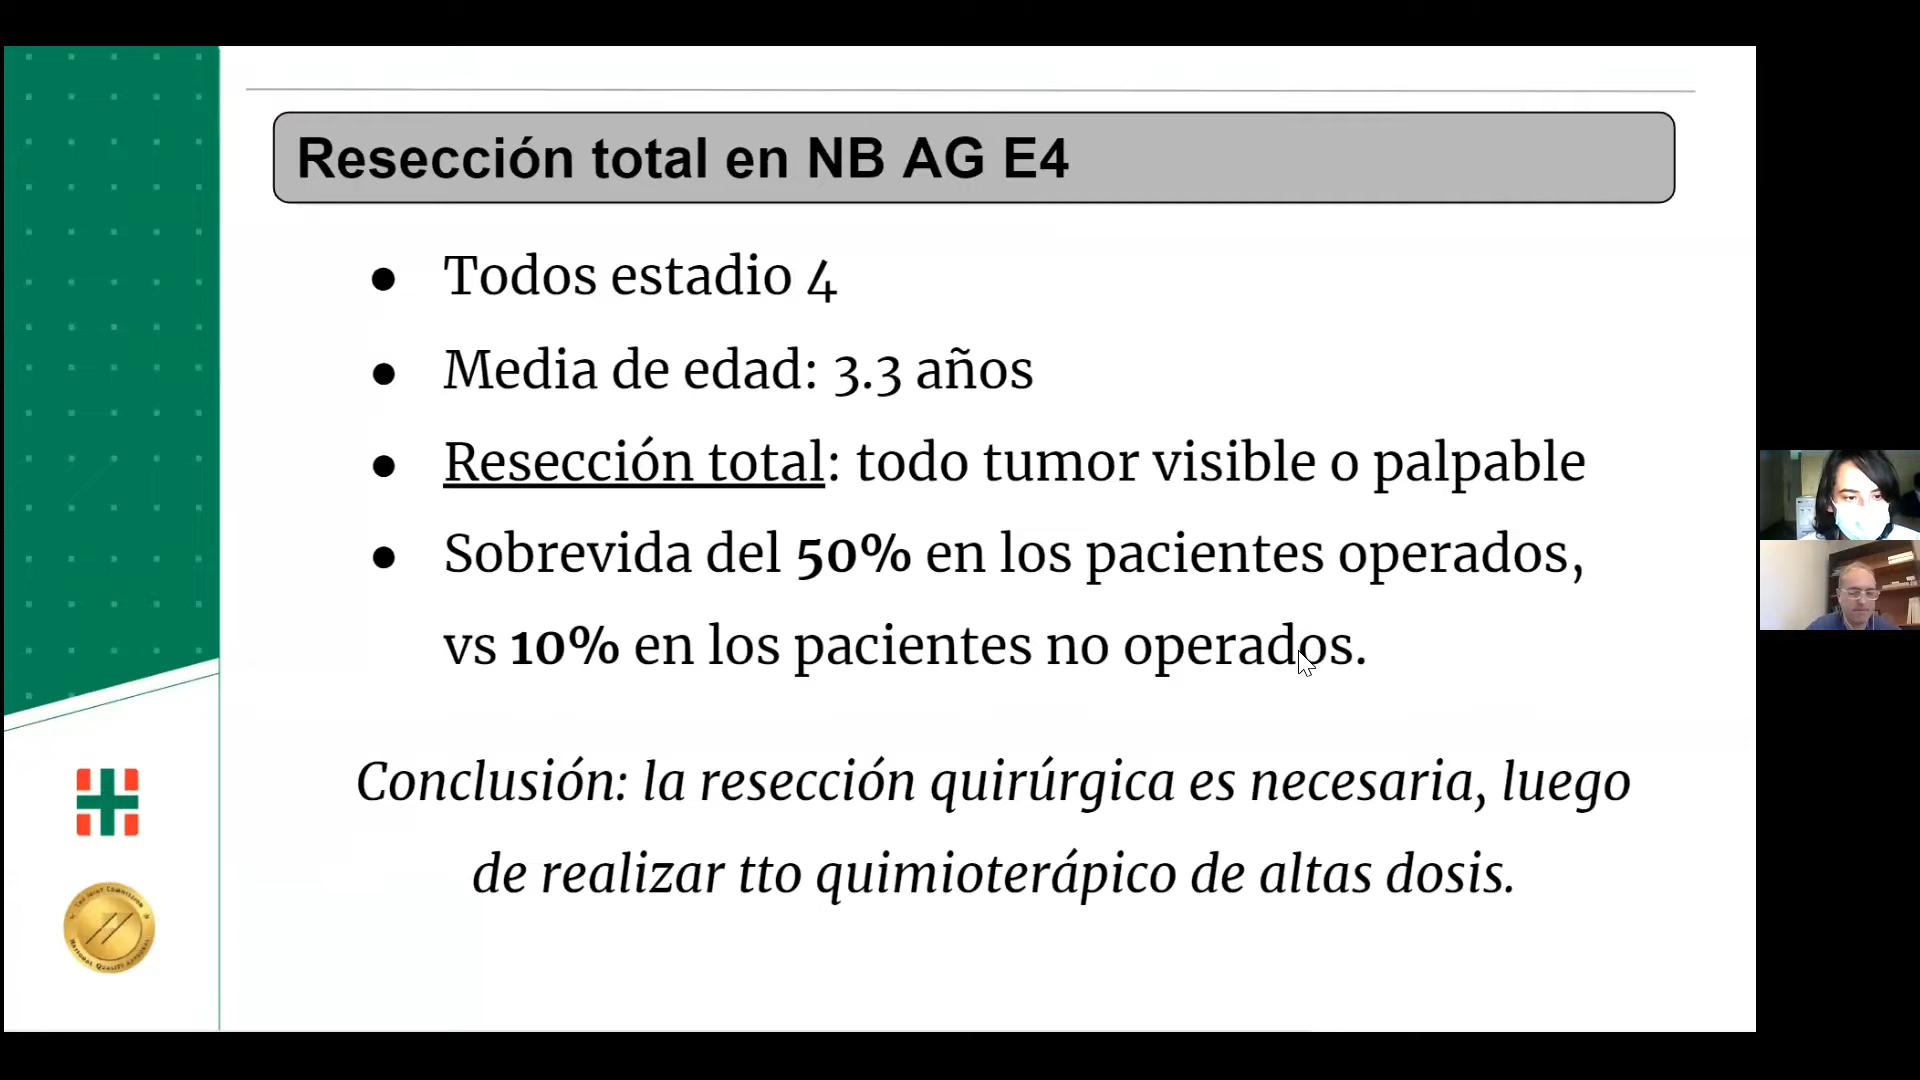 Resección total en NB AG E4
● Todos estadio 4
● Media de edad: 3.3 años
● Resección total: todo tumor visible o palpable
● Sobrevida del 50% en los pacientes operados,
vs 10% en los pacientes no operados.
Conclusión: la resección quirúrgica es necesaria, luego
de realizar tto quimioterápico de altas dosis.